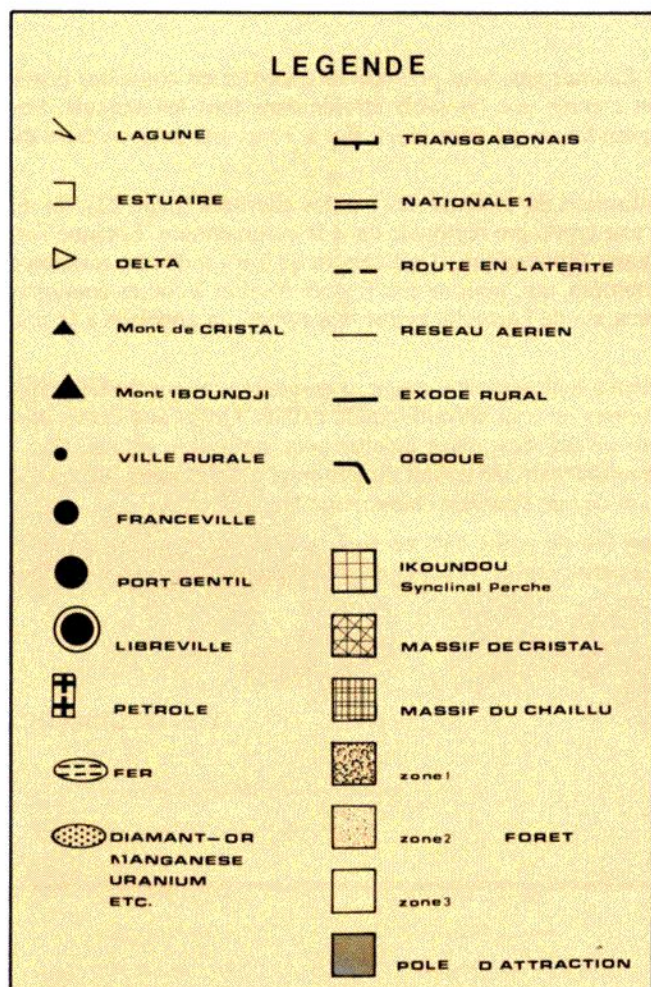 LEGENDE
LAGUNE
ESTUAIRE
DELTA
Mont de CRISTAL
Mont IBOUNDJI
VILLE RURALE
FRANCEVILLE
PORT GENTIL
LIBREVILLE
PETROLE
FER
DIAMANT-OR
MANGANESE
URANIUM
ETC.
TRANSGABONAIS
NATIONALE 1
ROUTE EN LATERITE
RESEAU AERIEN
EXODE RURAL
OGOOUE
IKOUNDOU
Synclinal Perche
MASSIF DE CRISTAL
MASSIF DU CHAILLU
zone1
zone2 FORET
zone3
POLE D ATTRACTION